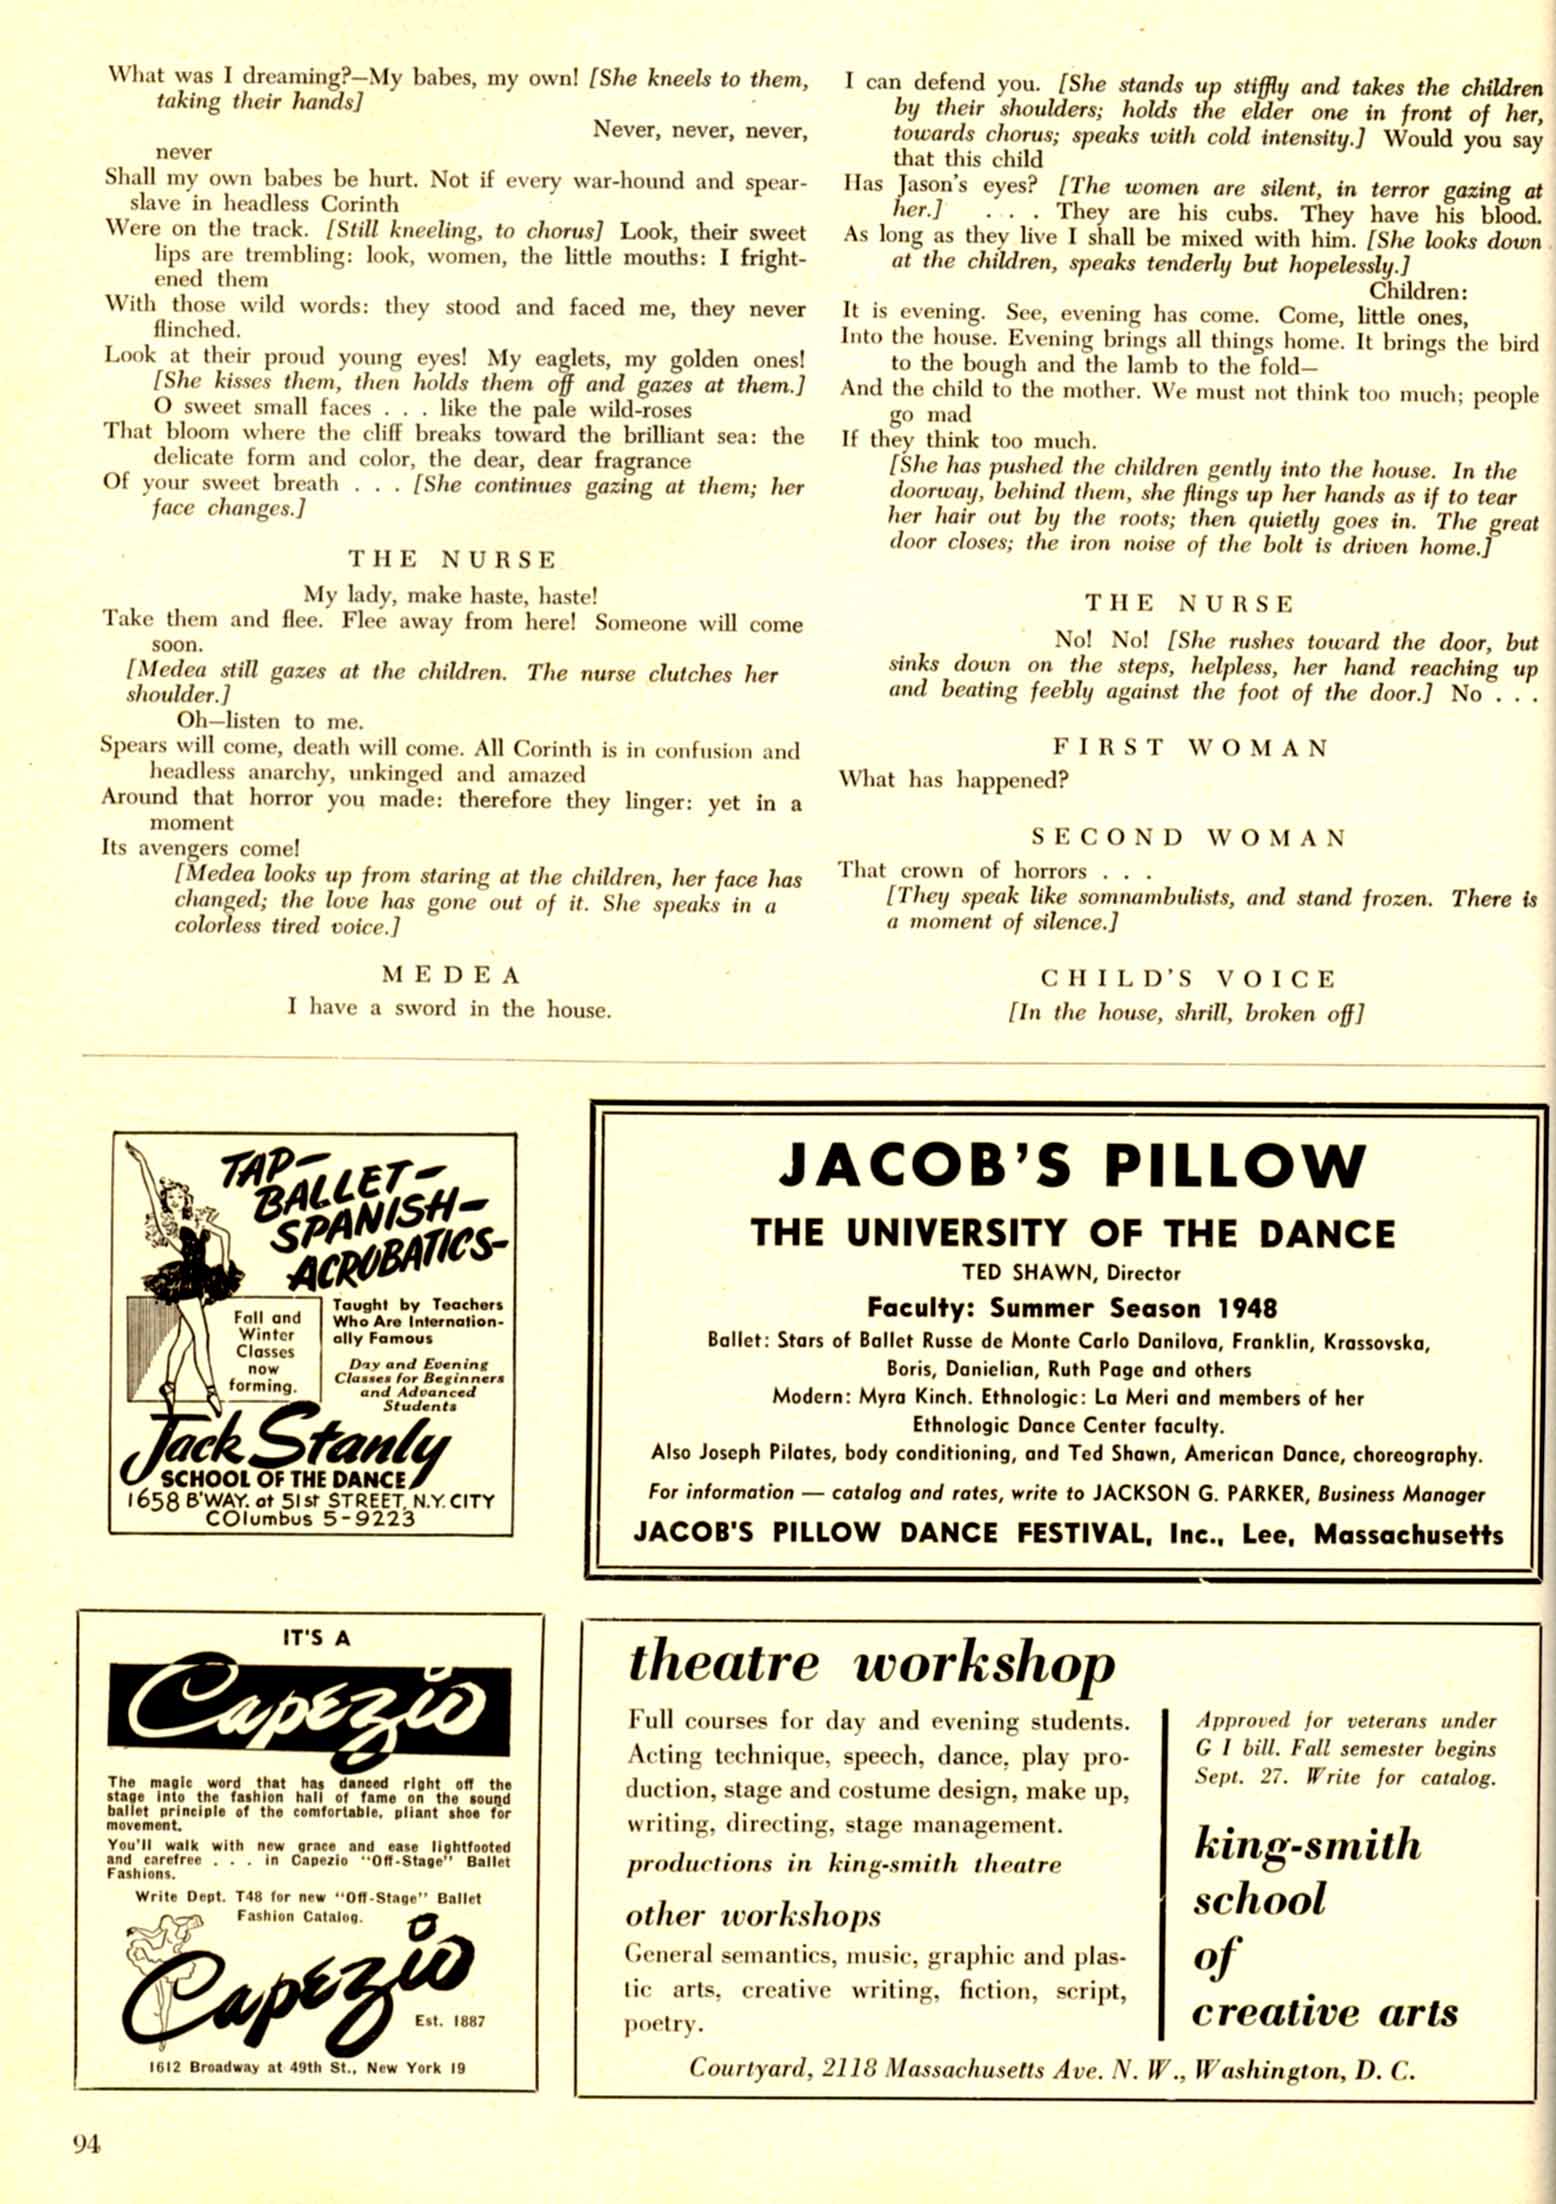 What was I dreaming?—My babes, my own! [She kneels to them,
taking their hands]
Never, never, never,
never
Shall my own babes be hurt. Not if every war-hound and spear-
slave in headless Corinth
Were on the track. [Still kneeling, to chorus] Look, their sweet
lips are trembling: look, women, the little mouths: I fright-
ened them
With those wild words: they stood and faced me, they never
flinched.
Look at their proud young eyes! My eaglets, my golden ones!
[She kisses them, then holds them off and gazes at them.]
O sweet small faces . . . like the pale wild-roses
That bloom where the cliff breaks toward the brilliant sea: the
delicate form and color, the dear, dear fragrance
Of your sweet breath . . . [She continues gazing at them; her
face changes.]
THE NURSE
My lady, make haste, haste!
Take them and flee. Flee away from here! Someone will come
soon.
[Medea still gazes at the children. The nurse clutches her
shoulder.]
Oh—listen to me.
Spears will come, death will come. All Corinth is in confusion and
headless anarchy, unkinged and amazed
Around that horror you made: therefore they linger: yet in a
moment
Its avengers come!
[Medea looks up from staring at the children, her face has
changed; the love has gone out of it. She speaks in a
colorless tired voice.]
MEDEA
I have a sword in the house.
I can defend you. [She stands up stiffly and takes the children
by their shoulders; holds the elder one in front of her,
towards chorus; speaks with cold intensity.] Would you say
that this child
Has Jason's eyes? [The women are silent, in terror gazing at
her.] . . . They are his cubs. They have his blood.
As long as they live I shall be mixed with him. [She looks down
at the children, speaks tenderly but hopelessly.]
Children:
It is evening. See, evening has come. Come, little ones,
Into the house. Evening brings all things home. It brings the bird
to the bough and the lamb to the fold—
And the child to the mother. We must not think too much; people
go mad
If they think too much.
[She has pushed the children gently into the house. In the
doorway, behind them, she flings up her hands as if to tear
her hair out by the roots; then quietly goes in. The great
door closes; the iron noise of the bolt is driven home.]
THE NURSE
No! No! [She rushes toward the door, but
sinks down on the steps, helpless, her hand reaching up
and beating feebly against the foot of the door.] No . . .
FIRST WOMAN
What has happened?
SECOND WOMAN
That crown of horrors . . .
[They speak like somnambulists, and stand frozen. There is
a moment of silence.]
CHILD'S VOICE
[In the house, shrill, broken off]
TAP—
BALLET—
SPANISH—
ACROBATICS—
Fall and
Winter
Classes
now
forming.
Taught by Teachers
Who Are Internation-
ally Famous
Day and Evening
Classes for Beginners
and Advanced
Students
Jack Stanly
SCHOOL OF THE DANCE
1658 B'WAY. at 51st STREET, N.Y. CITY
COlumbus 5-9223
JACOB'S PILLOW
THE UNIVERSITY OF THE DANCE
TED SHAWN, Director
Faculty: Summer Season 1948
Ballet: Stars of Ballet Russe de Monte Carlo Danilova, Franklin, Krassovska,
Boris, Danielian, Ruth Page and others
Modern: Myra Kinch. Ethnologic: La Meri and members of her
Ethnologic Dance Center faculty.
Also Joseph Pilates, body conditioning, and Ted Shawn, American Dance, choreography.
For information — catalog and rates, write to JACKSON G. PARKER, Business Manager
JACOB'S PILLOW DANCE FESTIVAL, Inc., Lee, Massachusetts
IT'S A
Capezio
The magic word that has danced right off the
stage into the fashion hall of fame on the sound
ballet principle of the comfortable, pliant shoe for
movement.
You'll walk with new grace and ease lightfooted
and carefree . . . in Capezio "Off-Stage" Ballet
Fashions.
Write Dept. T48 for new "Off-Stage" Ballet
Fashion Catalog.
Capezio
Est. 1887
1612 Broadway at 49th St., New York 19
theatre workshop
Full courses for day and evening students.
Acting technique, speech, dance, play pro-
duction, stage and costume design, make up,
writing, directing, stage management.
productions in king-smith theatre
other workshops
General semantics, music, graphic and plas-
tic arts, creative writing, fiction, script,
poetry.
Approved for veterans under
G I bill. Fall semester begins
Sept. 27. Write for catalog.
king-smith
school
of
creative arts
Courtyard, 2118 Massachusetts Ave. N. W., Washington, D. C.
94